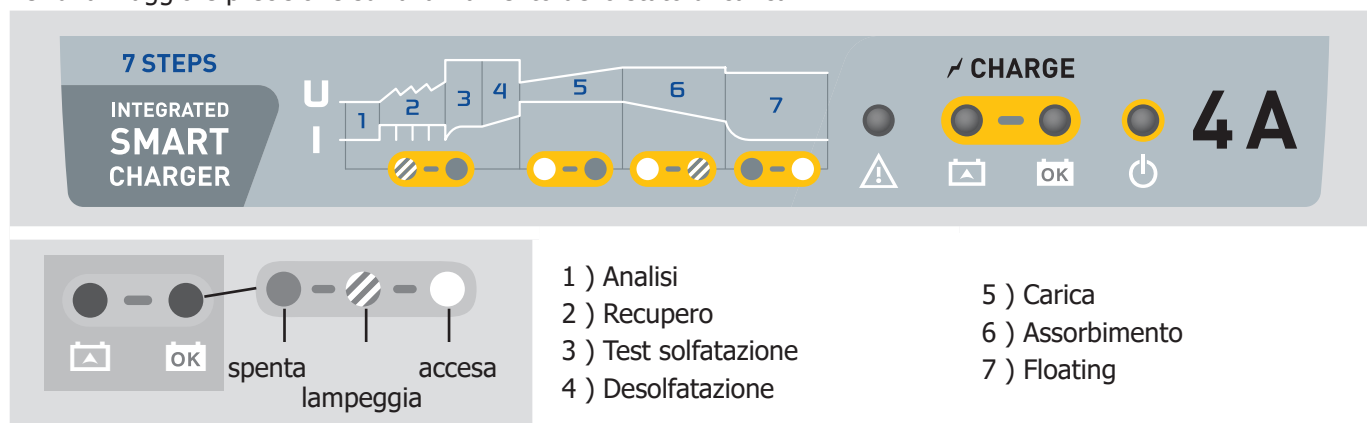 7 STEPS
INTEGRATED
SMART
CHARGER
U
I
1
2
3
4
5
6
7
CHARGE
OK
4 A
OK
spenta
lampeggia
accesa
1 ) Analisi
2 ) Recupero
3 ) Test solfatazione
4 ) Desolfatazione
5 ) Carica
6 ) Assorbimento
7 ) Floating